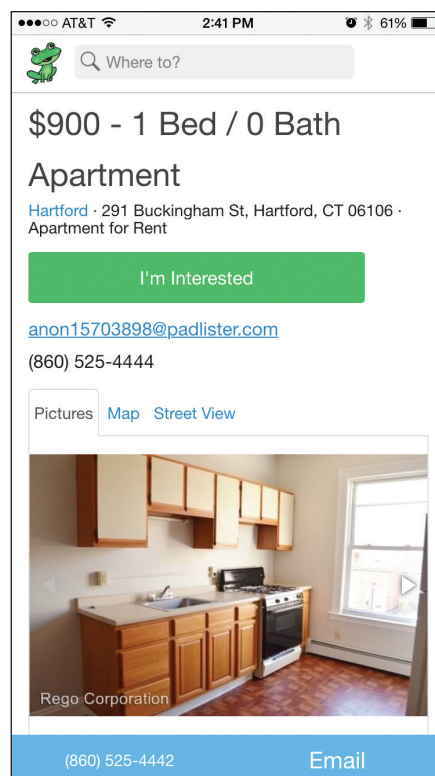 AT&T 2:41 PM 61%
Where to?
$900 - 1 Bed / 0 Bath
Apartment
Hartford · 291 Buckingham St, Hartford, CT 06106 ·
Apartment for Rent
I'm Interested
anon15703898@padlister.com
(860) 525-4444
Pictures Map Street View
Rego Corporation
(860) 525-4442 Email